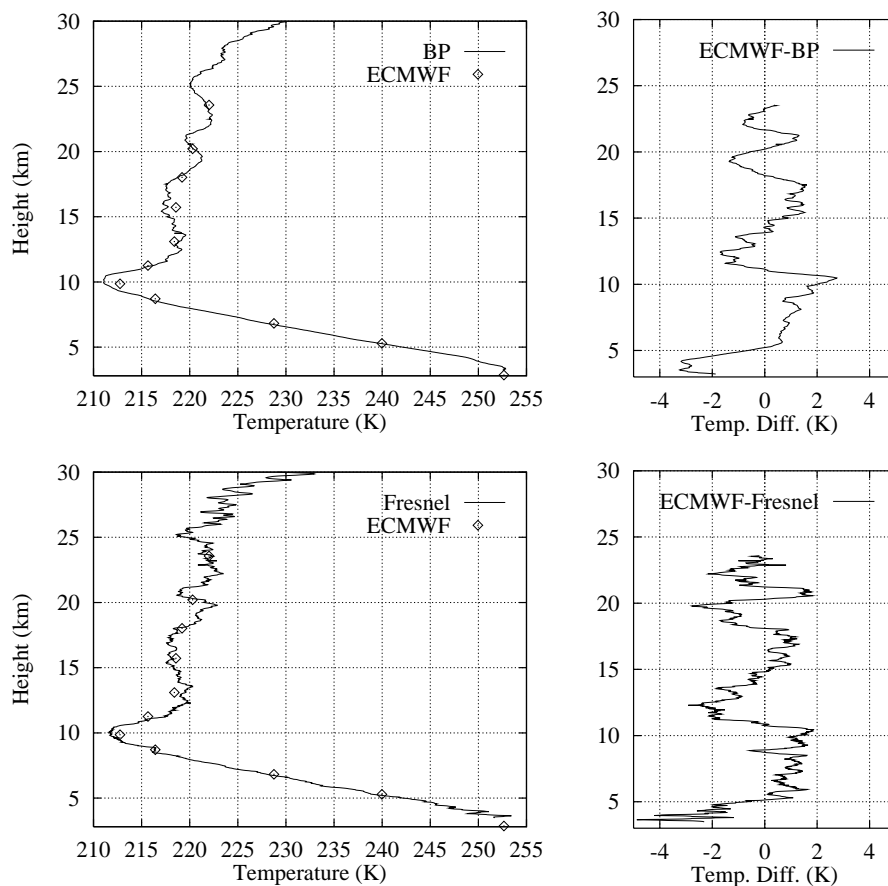 30
25
20
15
10
5
Height (km)
BP
ECMWF
210 215 220 225 230 235 240 245 250 255
Temperature (K)
30
25
20
15
10
5
ECMWF-BP
-4 -2 0 2 4
Temp. Diff. (K)
30
25
20
15
10
5
Height (km)
Fresnel
ECMWF
210 215 220 225 230 235 240 245 250 255
Temperature (K)
30
25
20
15
10
5
ECMWF-Fresnel
-4 -2 0 2 4
Temp. Diff. (K)